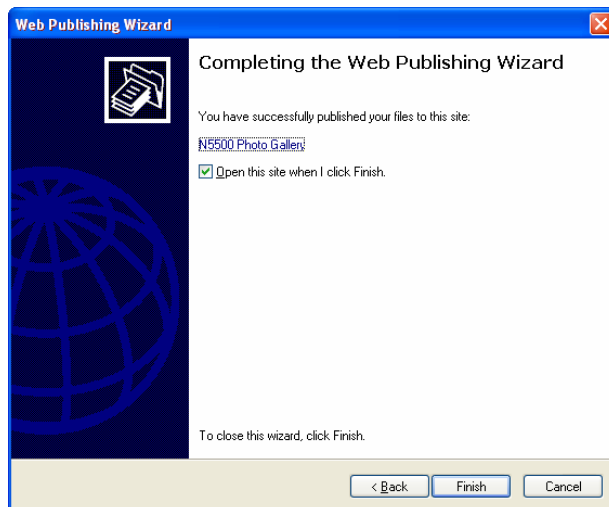 Web Publishing Wizard
Completing the Web Publishing Wizard
You have successfully published your files to this site:
N5500 Photo Gallery
Open this site when I click Finish.
To close this wizard, click Finish.
< Back Finish Cancel